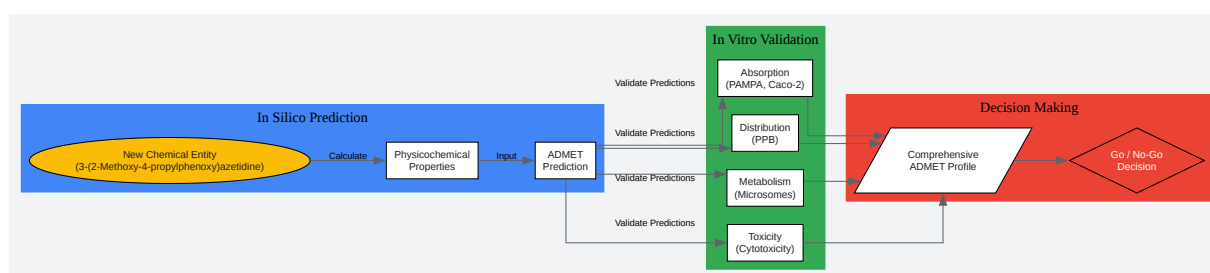 In Silico Prediction
New Chemical Entity
(3-(2-Methoxy-4-propylphenoxy)azetidine)
Calculate
Physicochemical
Properties
Input
ADMET
Prediction
Validate Predictions
Validate Predictions
Validate Predictions
Validate Predictions
In Vitro Validation
Absorption
(PAMPA, Caco-2)
Distribution
(PPB)
Metabolism
(Microsomes)
Toxicity
(Cytotoxicity)
Decision Making
Comprehensive
ADMET Profile
Go / No-Go
Decision